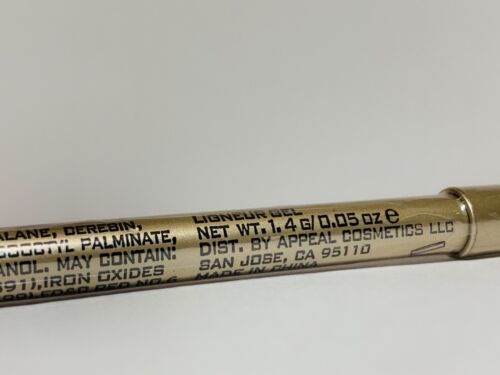 ALANE, CERESIN,
LIGNEUR GEL
PALMINATE,
NET WT. 1.4 G/0.05 OZ ℮
ANOL. MAY CONTAIN:
DIST. BY APPEAL COSMETICS LLC
IRON OXIDES
SAN JOSE, CA 95110
MADE IN CHINA